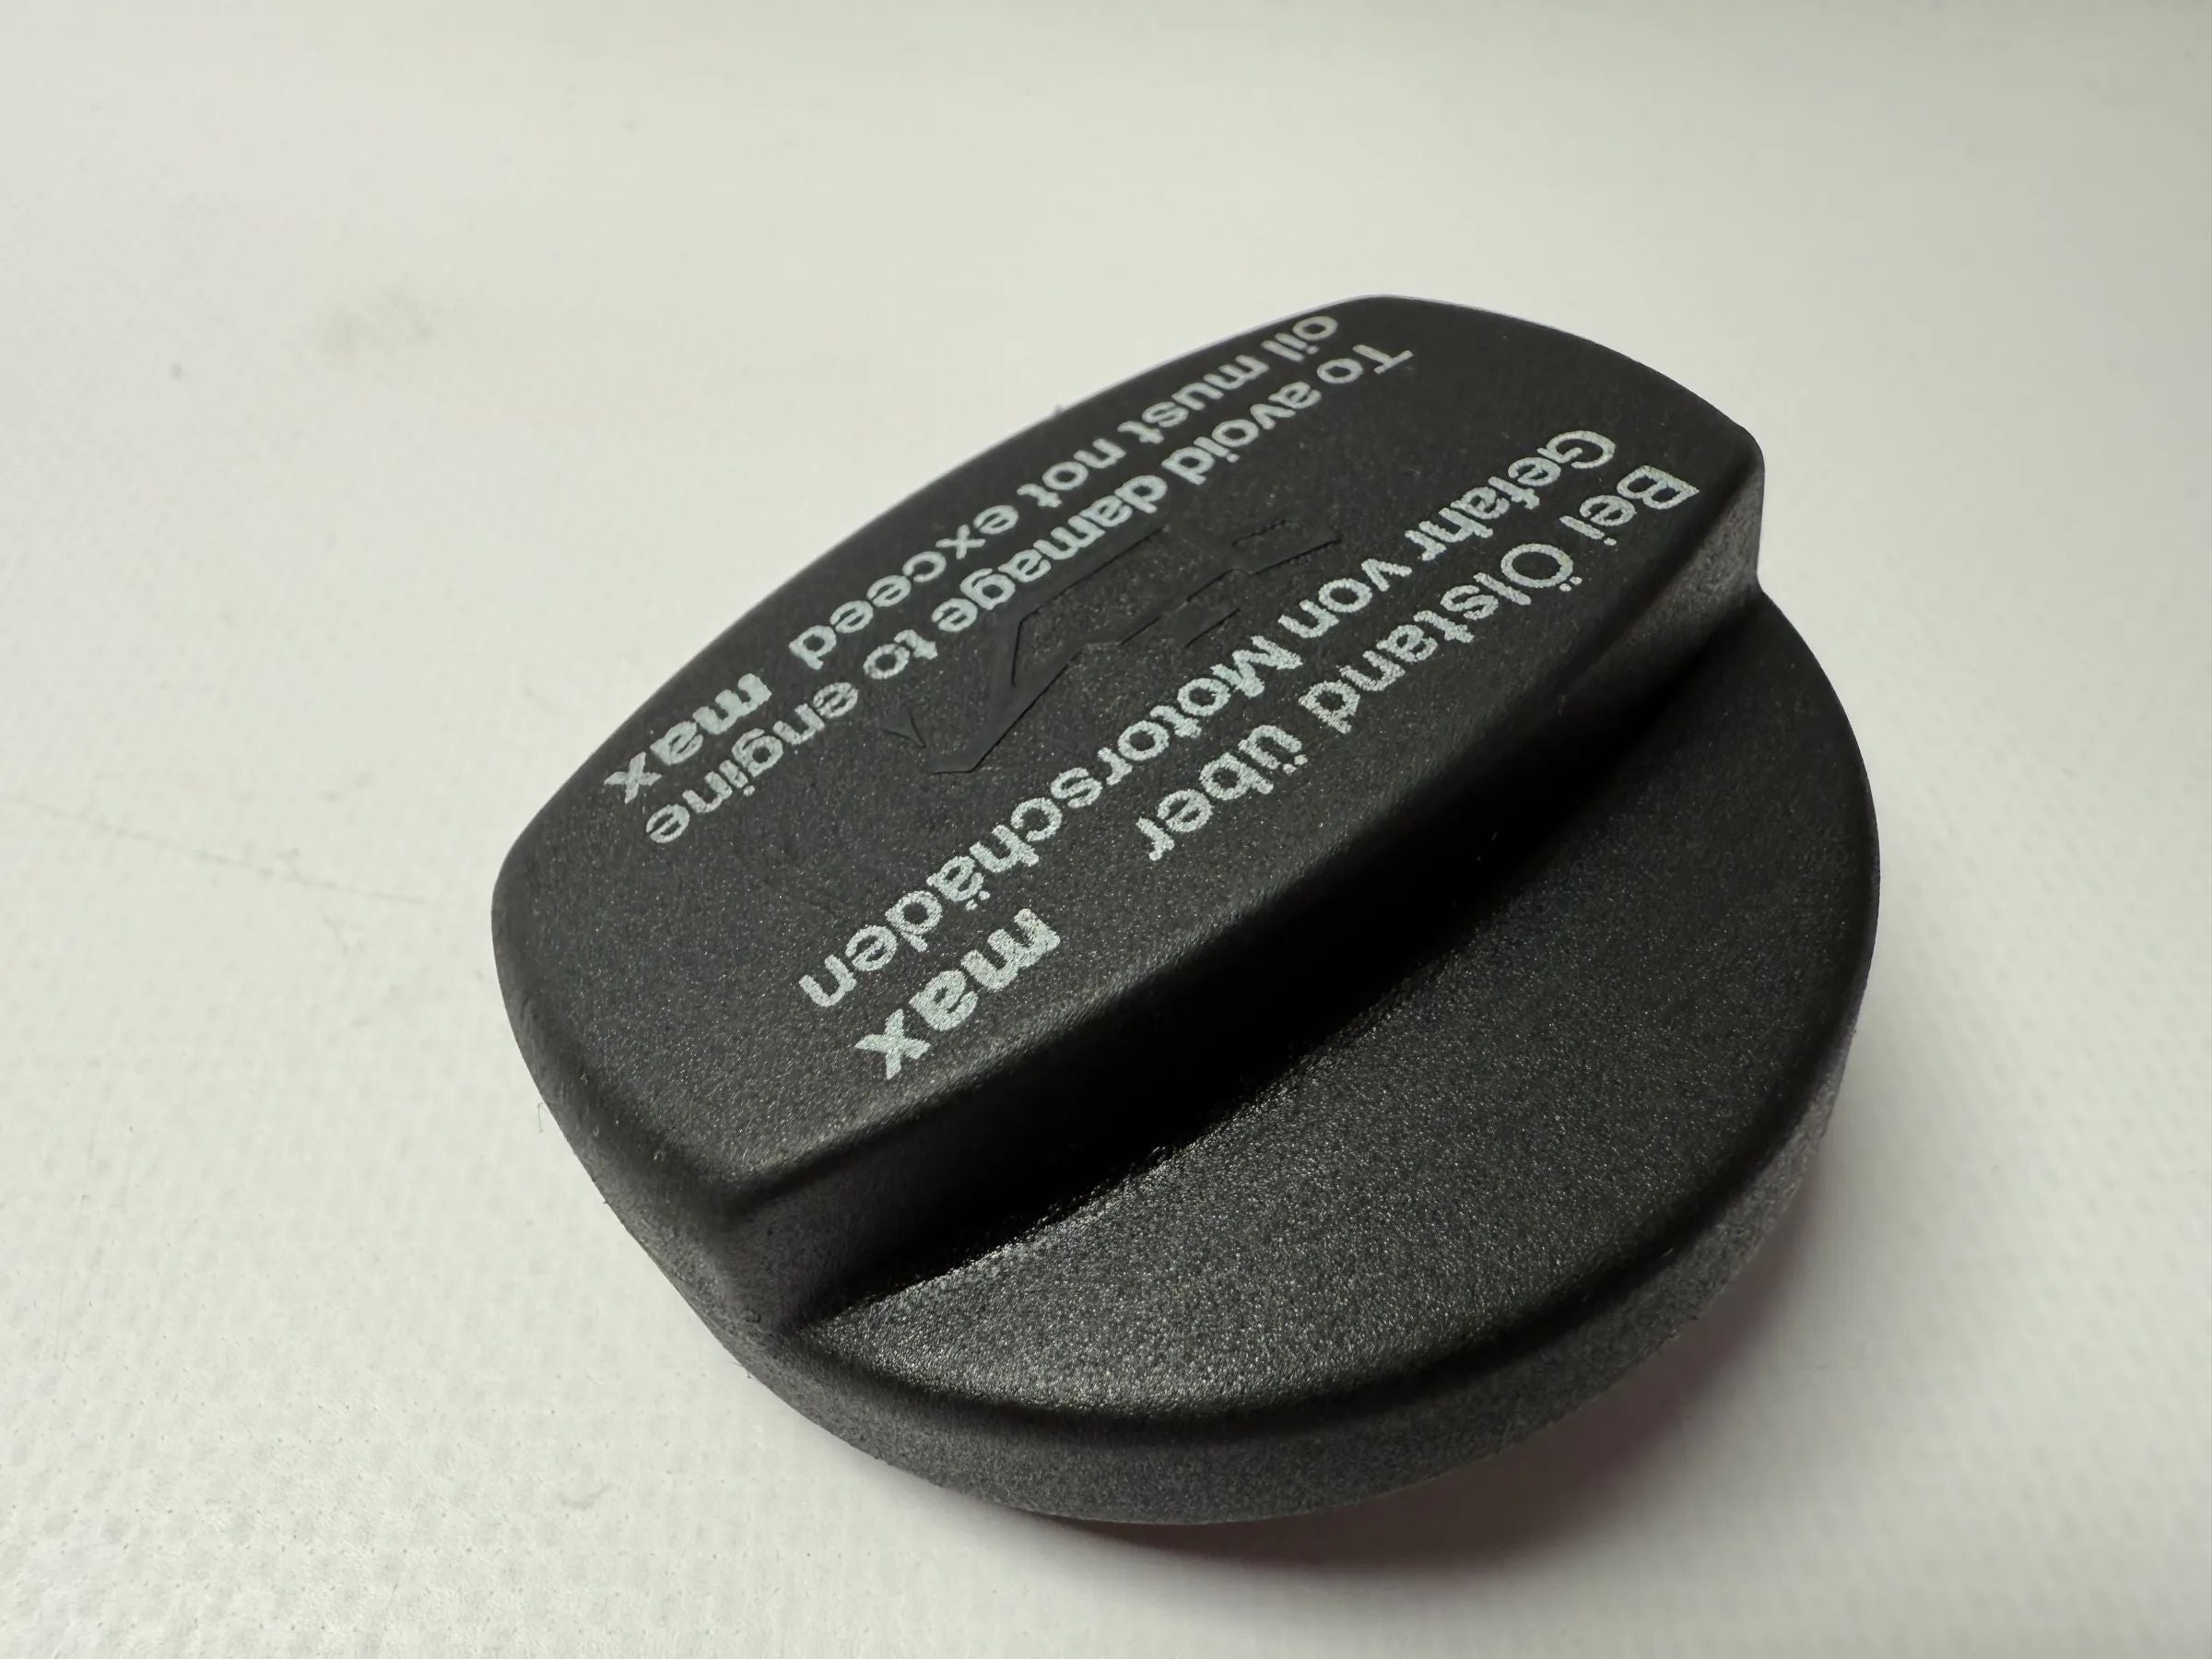 Bei Ölstand über max
Gefahr von Motorschäden
To avoid damage to engine
oil must not exceed max